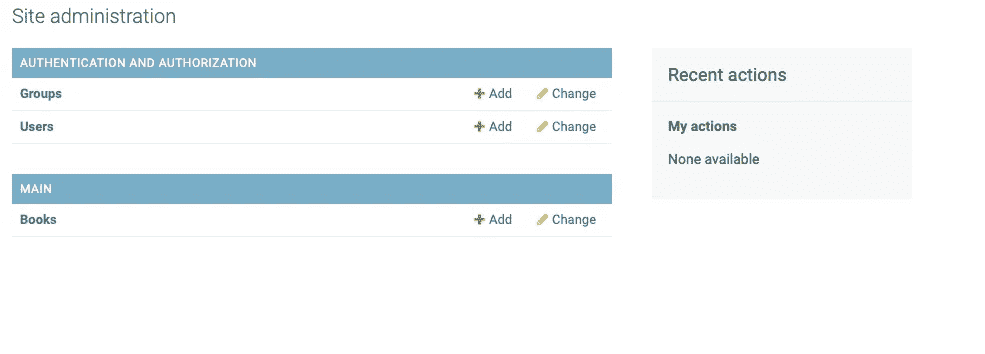 Site administration
AUTHENTICATION AND AUTHORIZATION
Groups Add Change
Users Add Change
MAIN
Books Add Change
Recent actions
My actions
None available